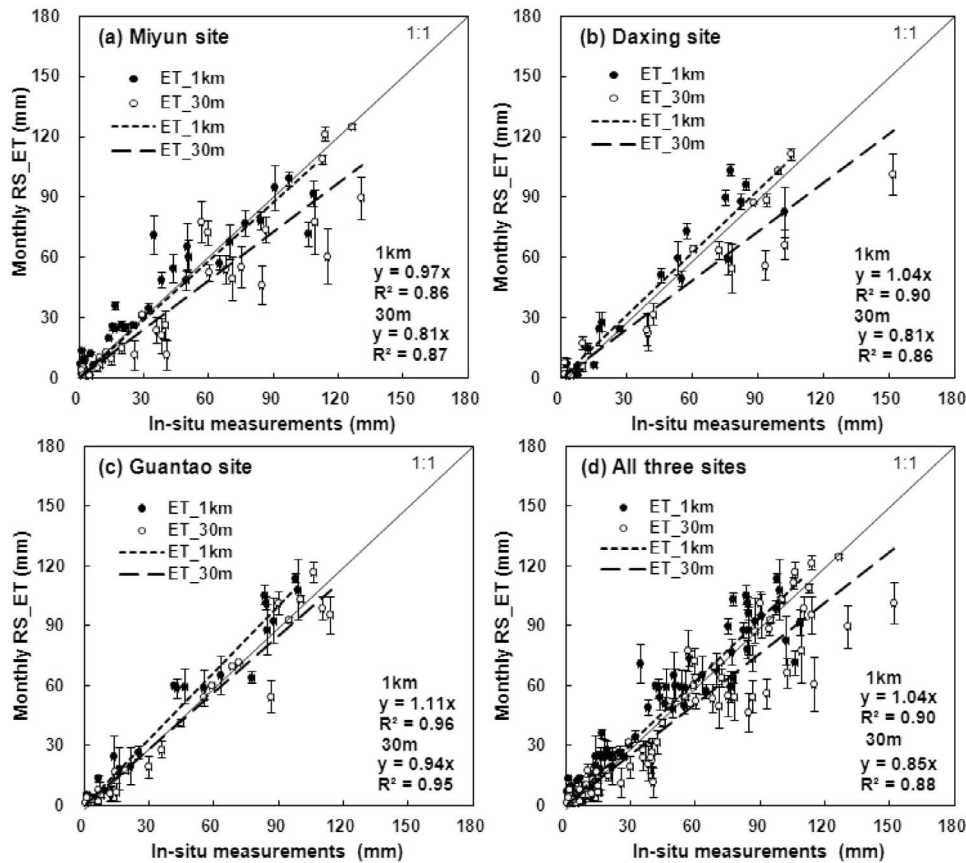 (a) Miyun site
1:1
ET_1km
ET_30m
ET_1km
ET_30m
180
150
120
90
60
30
0
Monthly RS_ET (mm)
1km
y = 0.97x
R² = 0.86
30m
y = 0.81x
R² = 0.87
0 30 60 90 120 150 180
In-situ measurements (mm)
(b) Daxing site
1:1
ET_1km
ET_30m
ET_1km
ET_30m
180
150
120
90
60
30
0
Monthly RS_ET (mm)
1km
y = 1.04x
R² = 0.90
30m
y = 0.81x
R² = 0.86
0 30 60 90 120 150 180
In-situ measurements (mm)
(c) Guantao site
1:1
ET_1km
ET_30m
ET_1km
ET_30m
180
150
120
90
60
30
0
Monthly RS_ET (mm)
1km
y = 1.11x
R² = 0.96
30m
y = 0.94x
R² = 0.95
0 30 60 90 120 150 180
In-situ measurements (mm)
(d) All three sites
1:1
ET_1km
ET_30m
ET_1km
ET_30m
180
150
120
90
60
30
0
Monthly RS_ET (mm)
1km
y = 1.04x
R² = 0.90
30m
y = 0.85x
R² = 0.88
0 30 60 90 120 150 180
In-situ measurements (mm)